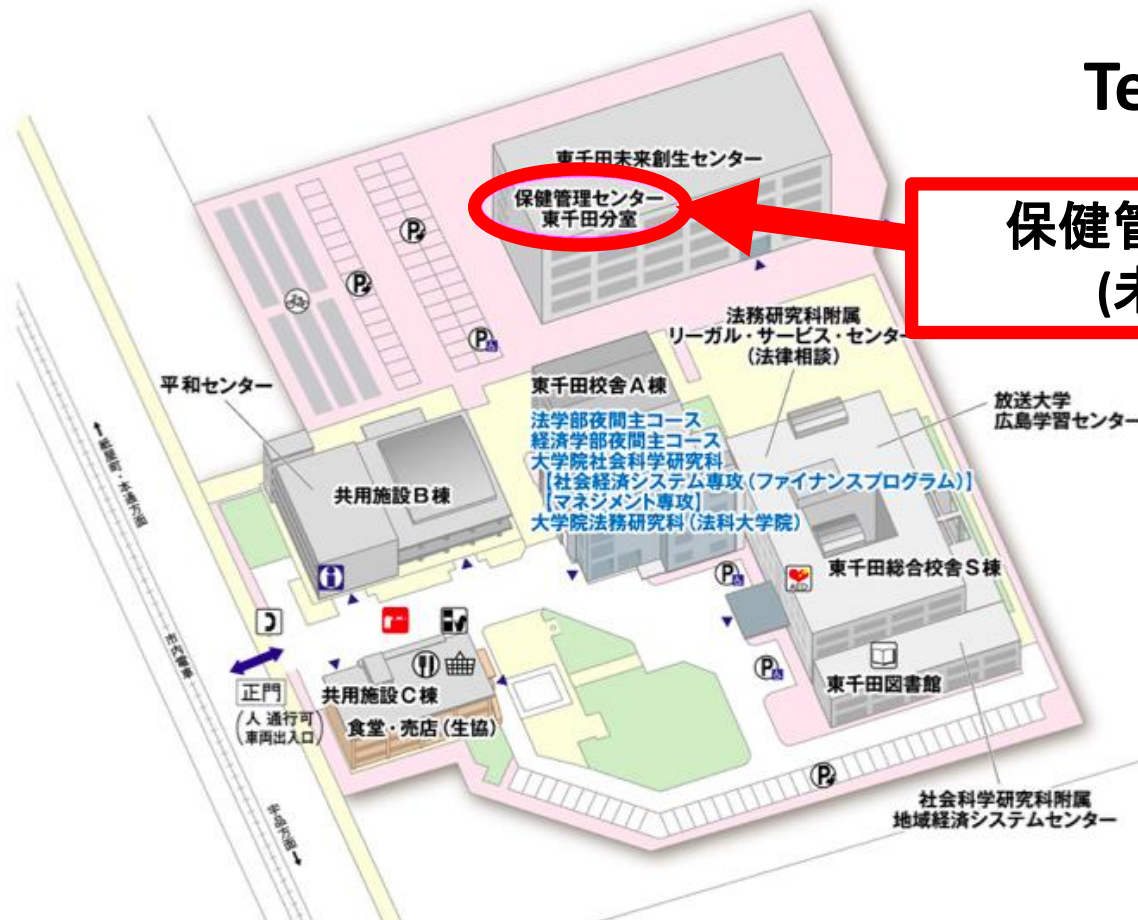 Te
東千田未来創生センター
保健管理センター
東千田分室
保健管
(未
法務研究科附属
リーガル・サービス・センター
(法律相談)
放送大学
広島学習センター
平和センター
東千田校舎A棟
法学部夜間主コース
経済学部夜間主コース
大学院社会科学研究科
【社会経済システム専攻(ファイナンスプログラム)】
【マネジメント専攻】
大学院法務研究科(法科大学院)
↑紙屋町・本通方面
共用施設B棟
東千田総合校舎S棟
AED
市内電車
正門
(人 通行可
車両出入口)
共用施設C棟
食堂・売店(生協)
東千田図書館
宇品方面→
社会科学研究科附属
地域経済システムセンター
P
P
P
P
P
P